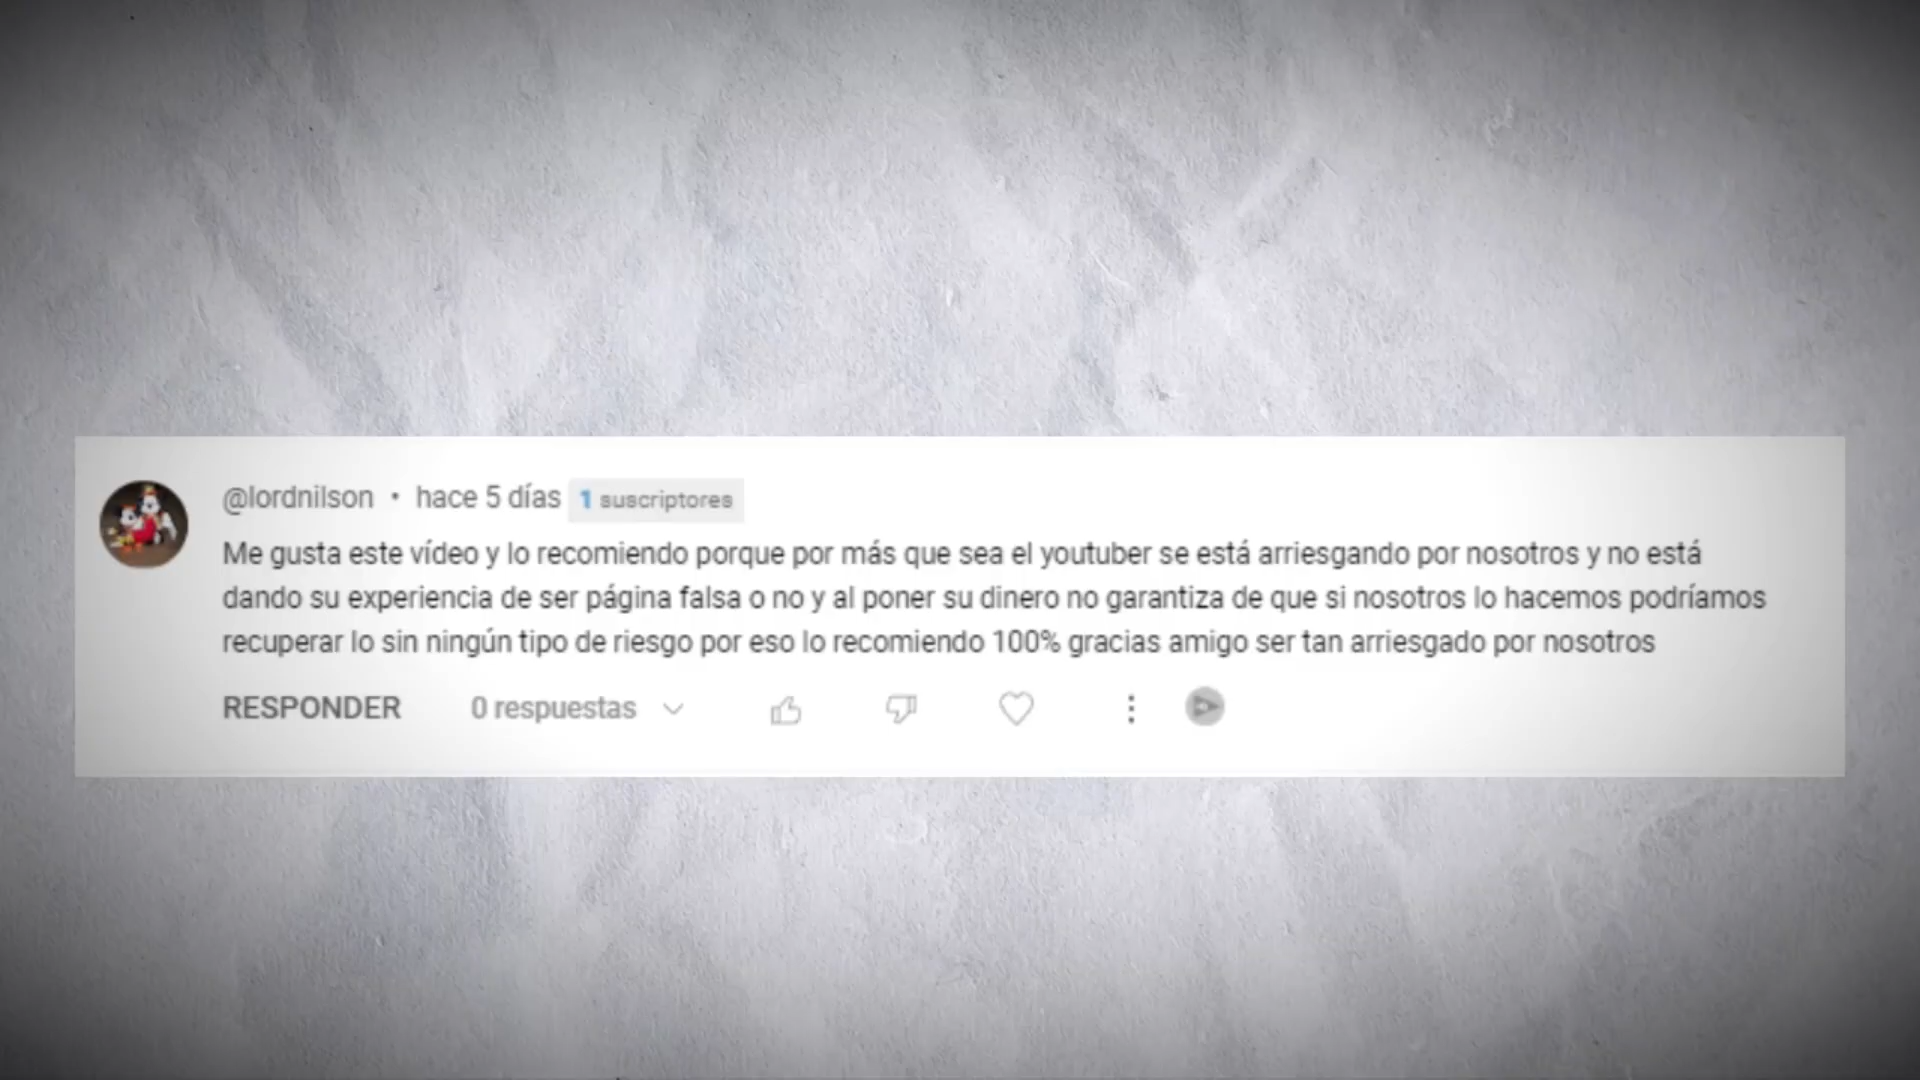 @lordnilson • hace 5 días 1 suscriptores
Me gusta este vídeo y lo recomiendo porque por más que sea el youtuber se está arriesgando por nosotros y no está
dando su experiencia de ser página falsa o no y al poner su dinero no garantiza de que si nosotros lo hacemos podríamos
recuperar lo sin ningún tipo de riesgo por eso lo recomiendo 100% gracias amigo ser tan arriesgado por nosotros
RESPONDER 0 respuestas